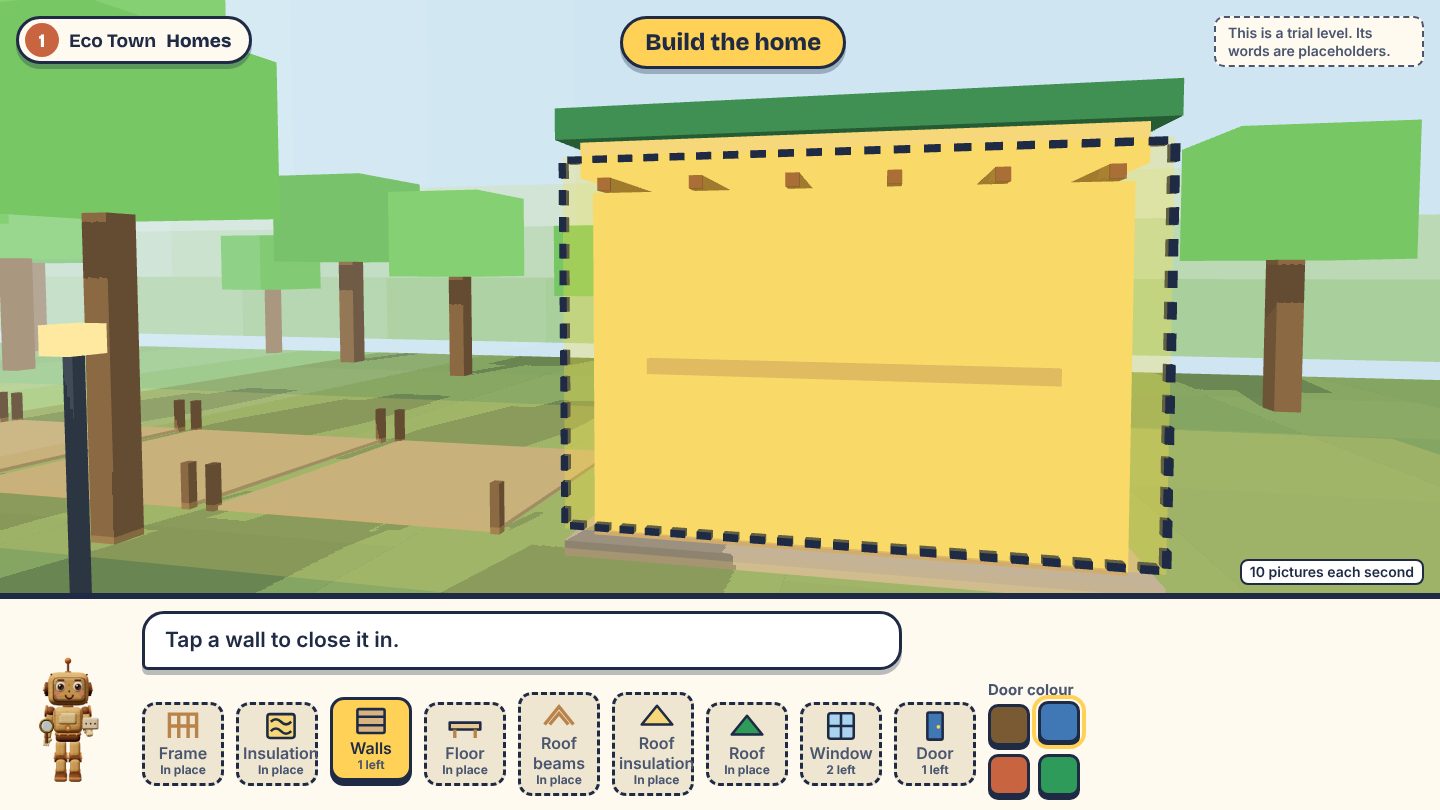 1 Eco Town Homes
Build the home
This is a trial level. Its
words are placeholders.
10 pictures each second
Tap a wall to close it in.
Door colour
Frame
In place
Insulation
In place
Walls
1 left
Floor
In place
Roof
beams
In place
Roof
insulation
In place
Roof
In place
Window
2 left
Door
1 left